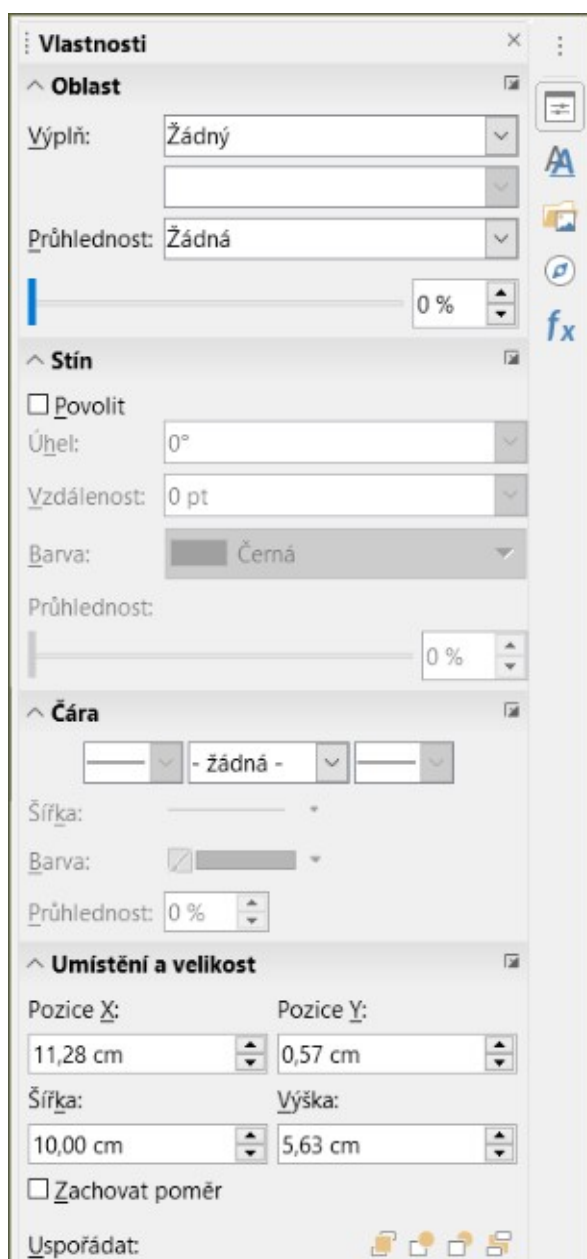 Vlastnosti
Oblast
Výplň: Žádný
Průhlednost: Žádná
0 %
Stín
Povolit
Úhel: 0°
Vzdálenost: 0 pt
Barva: Černá
Průhlednost:
0 %
Čára
- žádná -
Šířka:
Barva:
Průhlednost: 0 %
Umístění a velikost
Pozice X: Pozice Y:
11,28 cm 0,57 cm
Šířka: Výška:
10,00 cm 5,63 cm
Zachovat poměr
Uspořádat: